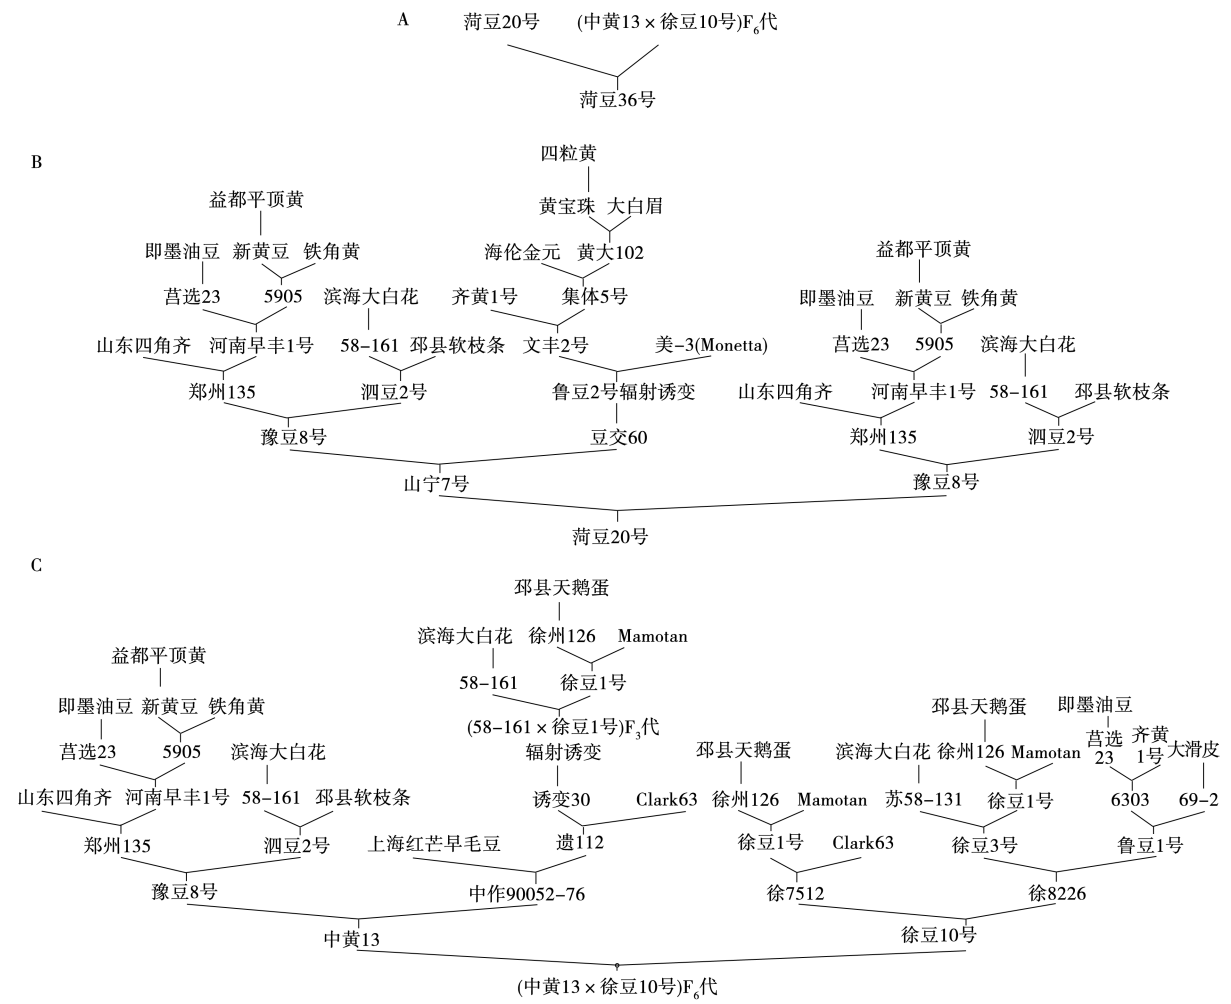 A 菏豆20号 (中黄13×徐豆10号)F6代
菏豆36号
B
四粒黄
益都平顶黄
黄宝珠 大白眉
即墨油豆 新黄豆 铁角黄 海伦金元 黄大102
益都平顶黄
莒选23 5905 滨海大白花 齐黄1号 集体5号 即墨油豆 新黄豆 铁角黄
山东四角齐 河南早丰1号 58-161 邳县软枝条 文丰2号 美-3(Monetta) 莒选23 5905 滨海大白花
郑州135 泗豆2号 鲁豆2号辐射诱变 山东四角齐 河南早丰1号 58-161 邳县软枝条
豫豆8号 豆交60 郑州135 泗豆2号
山宁7号 豫豆8号
菏豆20号
C
邳县天鹅蛋
滨海大白花 徐州126 Mamotan
益都平顶黄
58-161 徐豆1号
即墨油豆 新黄豆 铁角黄 邳县天鹅蛋 即墨油豆
(58-161×徐豆1号)F3代
莒选23 5905 滨海大白花 辐射诱变 邳县天鹅蛋 滨海大白花 徐州126 Mamotan 莒选23 齐黄1号 大滑皮
山东四角齐 河南早丰1号 58-161 邳县软枝条 诱变30 Clark63 徐州126 Mamotan 苏58-131 徐豆1号 6303 69-2
郑州135 泗豆2号 上海红芒早毛豆 遗112 徐豆1号 Clark63 徐豆3号 鲁豆1号
豫豆8号 中作90052-76 徐7512 徐8226
中黄13 徐豆10号
(中黄13×徐豆10号)F6代